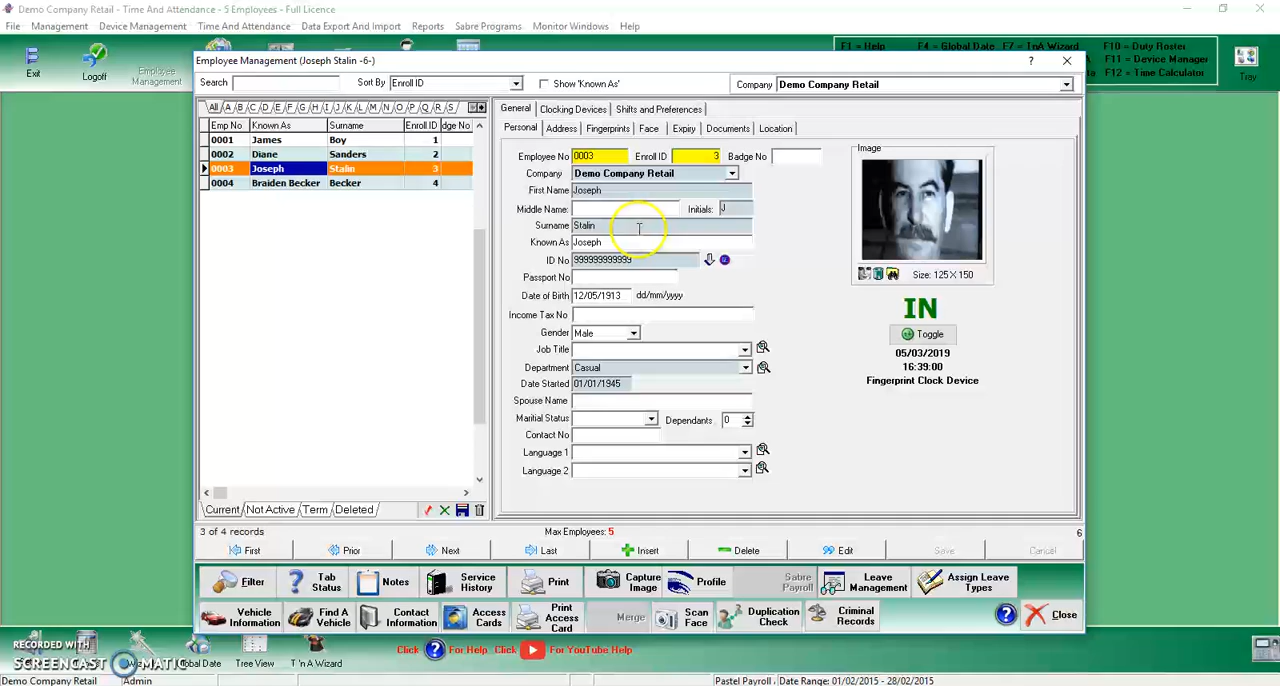 Demo Company Retail - Time And Attendance - 5 Employees - Full Licence
File Management Device Management Time And Attendance Data Export And Import Reports Sabre Programs Monitor Windows Help
Exit
Logoff
Employee Management
F1 = Help F4 = Global Date F7 = TnA Wizard F10 = Duty Roster
F11 = Device Manager
F12 = Time Calculator
Tray
Employee Management (Joseph Stalin -6-)
Search Sort By Enroll ID Show 'Known As' Company Demo Company Retail
All A B C D E F G H I J K L M N O P Q R S
Emp No Known As Surname Enroll ID dge No
0001 James Boy 1
0002 Diane Sanders 2
0003 Joseph Stalin 3
0004 Braiden Becker Becker 4
General Clocking Devices Shifts and Preferences
Personal Address Fingerprints Face Expiry Documents Location
Employee No 0003 Enroll ID 3 Badge No
Company Demo Company Retail
First Name Joseph
Middle Name: Initials: J
Surname Stalin
Known As Joseph
ID No 9999999999999
Passport No
Date of Birth 12/05/1913 dd/mm/yyyy
Income Tax No
Gender Male
Job Title
Department Casual
Date Started 01/01/1945
Spouse Name
Maritial Status Dependants 0
Contact No
Language 1
Language 2
Image
Size: 125 X 150
IN
Toggle
05/03/2019
16:39:00
Fingerprint Clock Device
Current Not Active Term Deleted
3 of 4 records Max Employees: 5 6
First Prior Next Last Insert Delete Edit Save Cancel
Filter Tab Status Notes Service History Print Capture Image Profile Sabre Payroll Leave Management Assign Leave Types
Vehicle Information Find A Vehicle Contact Information Access Cards Print Access Card Merge Scan Face Duplication Check Criminal Records Close
RECORDED WITH
SCREENCAST MATIC
Global Date Tree View T 'n A Wizard
Click For Help Click For YouTube Help
Demo Company Retail Admin Pastel Payroll Date Range: 01/02/2015 - 28/02/2015